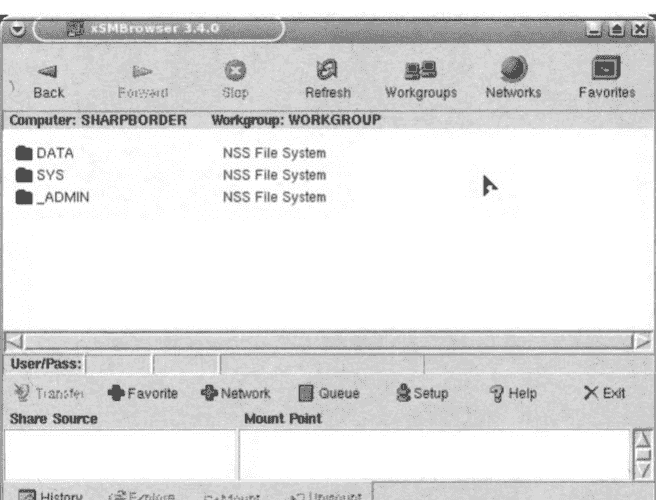 xSMBrowser 3.4.0
Back Forward Stop Refresh Workgroups Networks Favorites
Computer: SHARPBORDER Workgroup: WORKGROUP
DATA NSS File System
SYS NSS File System
_ADMIN NSS File System
User/Pass:
Transfer Favorite Network Queue Setup Help Exit
Share Source Mount Point
History Explore Mount Unmount